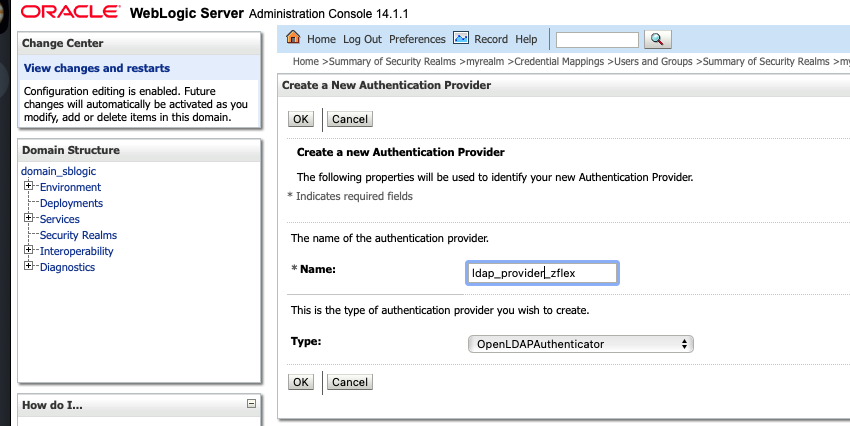 ORACLE WebLogic Server Administration Console 14.1.1
Change Center
View changes and restarts
Configuration editing is enabled. Future
changes will automatically be activated as you
modify, add or delete items in this domain.
Domain Structure
domain_sblogic
Environment
Deployments
Services
Security Realms
Interoperability
Diagnostics
How do I...
Home Log Out Preferences Record Help
Home >Summary of Security Realms >myrealm >Credential Mappings >Users and Groups >Summary of Security Realms >my
Create a New Authentication Provider
OK Cancel
Create a new Authentication Provider
The following properties will be used to identify your new Authentication Provider.
* Indicates required fields
The name of the authentication provider.
* Name: ldap_provider_zflex
This is the type of authentication provider you wish to create.
Type: OpenLDAPAuthenticator
OK Cancel